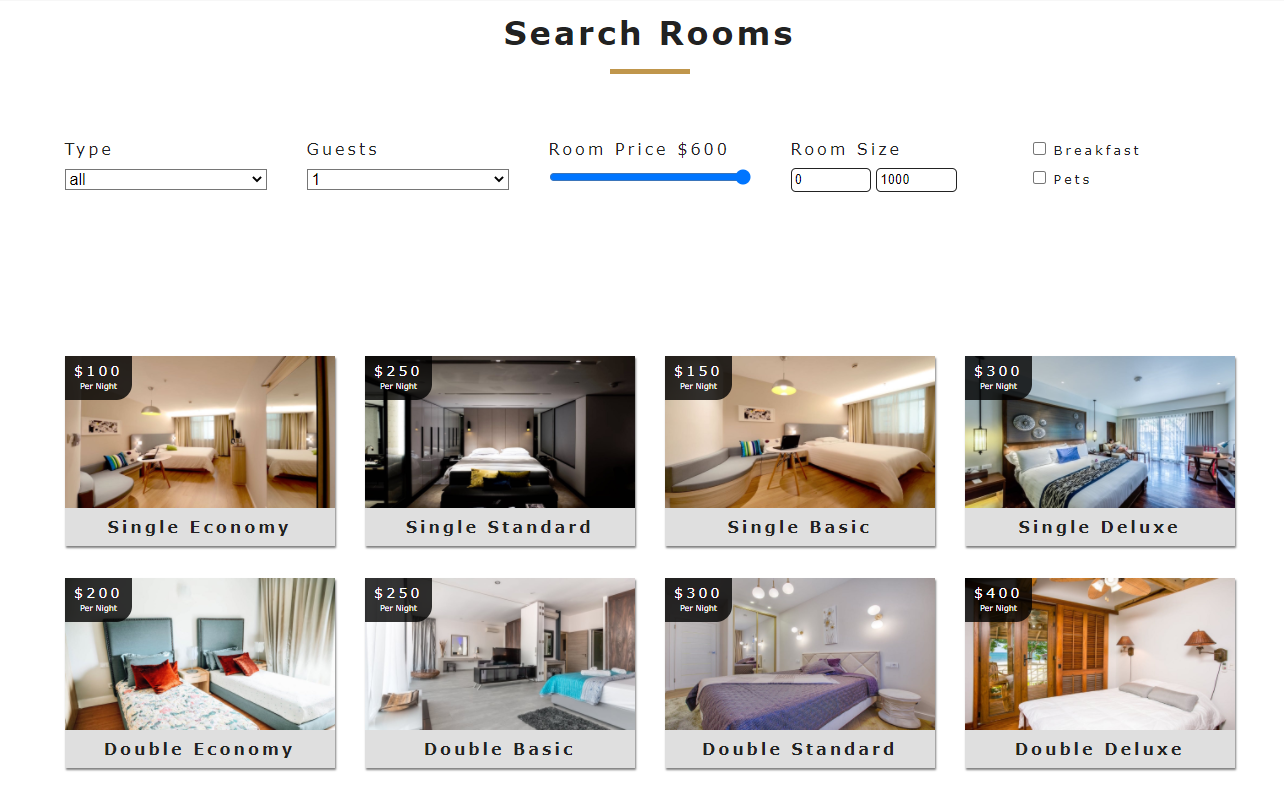 Search Rooms
Type
Guests
Room Price $600
Room Size
Breakfast
all
1
0
1000
Pets
$100
Per Night
$250
Per Night
$150
Per Night
$300
Per Night
Single Economy
Single Standard
Single Basic
Single Deluxe
$200
Per Night
$250
Per Night
$300
Per Night
$400
Per Night
Double Economy
Double Basic
Double Standard
Double Deluxe